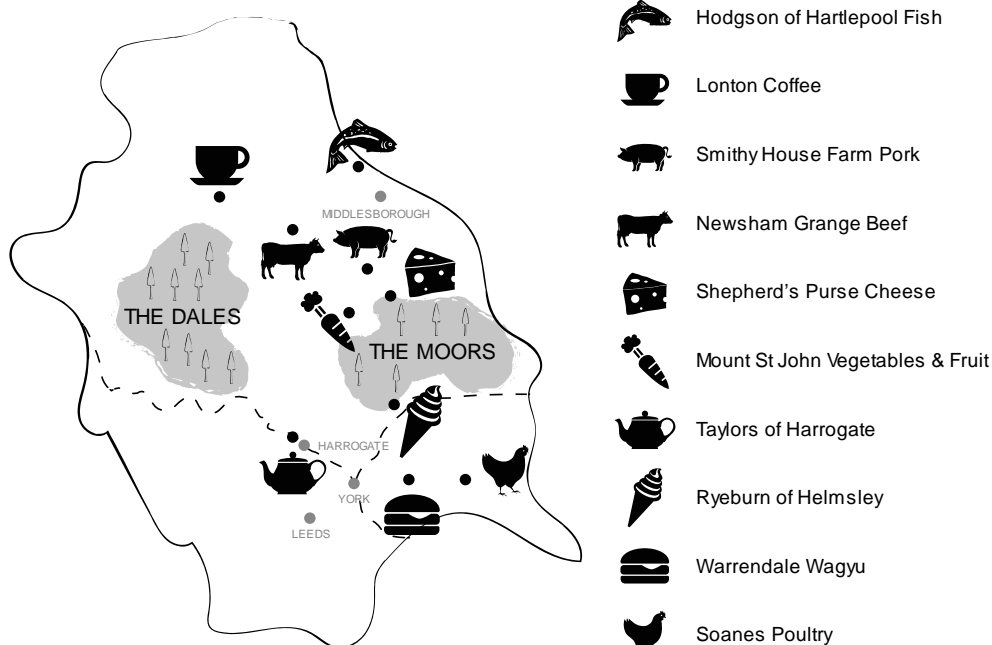 Hodgson of Hartlepool Fish
Lonton Coffee
Smithy House Farm Pork
Newsham Grange Beef
Shepherd's Purse Cheese
Mount St John Vegetables & Fruit
Taylors of Harrogate
Ryeburn of Helmsley
Warrendale Wagyu
Soanes Poultry
MIDDLESBOROUGH
THE DALES
THE MOORS
HARROGATE
YORK
LEEDS